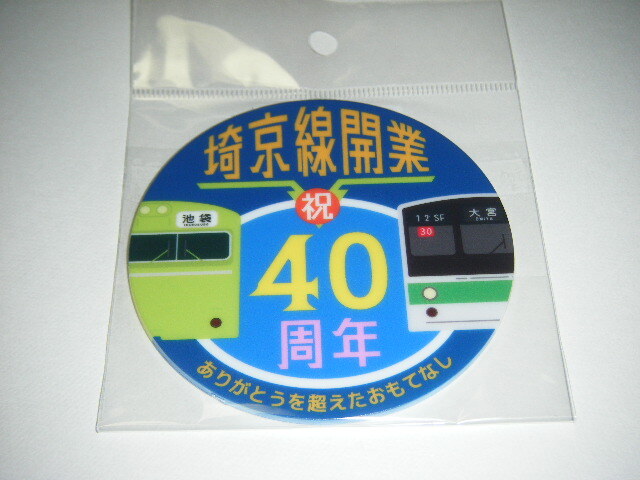 埼京線開業
祝
40
周年
池袋
12SF
30
大宮
ありがとうを超えたおもてなし